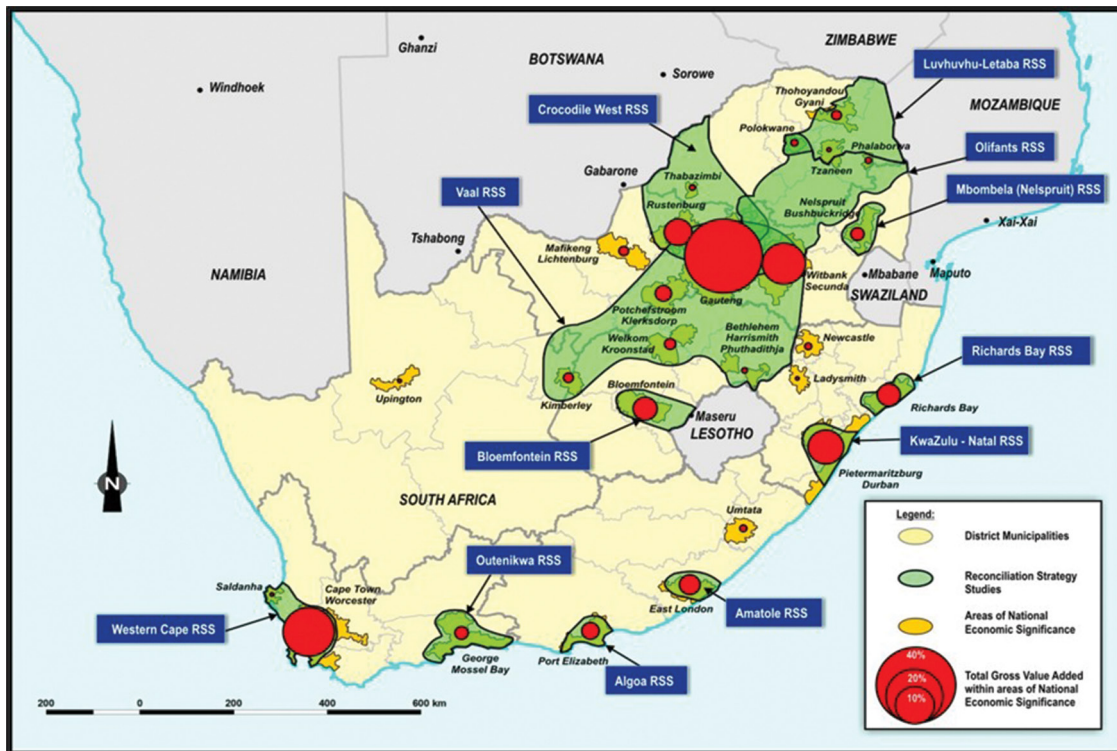 ZIMBABWE
Ghanzi
BOTSWANA
Luvhuvhu-Letaba RSS
Sorowe
Windhoek
Thohoyandou
Gyani
MOZAMBIQUE
Crocodile West RSS
Polokwane
Olifants RSS
Phalaborwa
Tzaneen
Gabarone
Thabazimbi
Mbombela (Nelspruit) RSS
Vaal RSS
Rustenburg
Nelspruit
Bushbuckridge
Xai-Xai
Tshabong
Mafikeng
Lichtenburg
NAMIBIA
Witbank
Secunda
Mbabane
Maputo
SWAZILAND
Gauteng
Potchefstroom
Klerksdorp
Bethlehem
Harrismith
Phuthadithja
Welkom
Kroonstad
Newcastle
Richards Bay RSS
Upington
Kimberley
Bloemfontein
Ladysmith
Richards Bay
Maseru
LESOTHO
KwaZulu - Natal RSS
Bloemfontein RSS
Pietermaritzburg
Durban
N
SOUTH AFRICA
Umtata
Legend:
District Municipalities
Reconciliation Strategy
Studies
Areas of National
Economic Significance
40%
20%
10%
Total Gross Value Added
within areas of National
Economic Significance
Outenikwa RSS
Saldanha
Cape Town
Worcester
East London
Amatole RSS
Western Cape RSS
George
Mossel Bay
Port Elizabeth
Algoa RSS
200 0 200 400 600 km